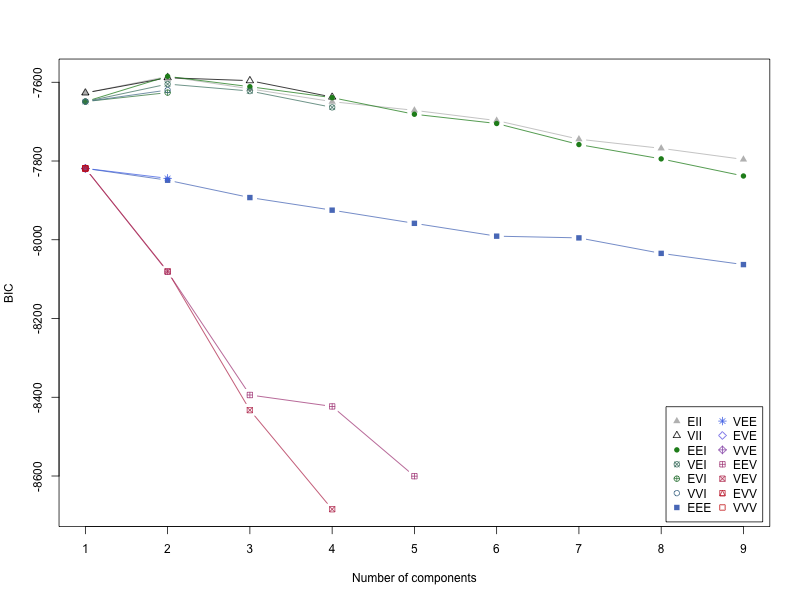 -7600
-7800
-8000
-8200
-8400
-8600
BIC
1 2 3 4 5 6 7 8 9
Number of components
EII VEE
VII EVE
EEI VVE
VEI EEV
EVI VEV
VVI EVV
EEE VVV